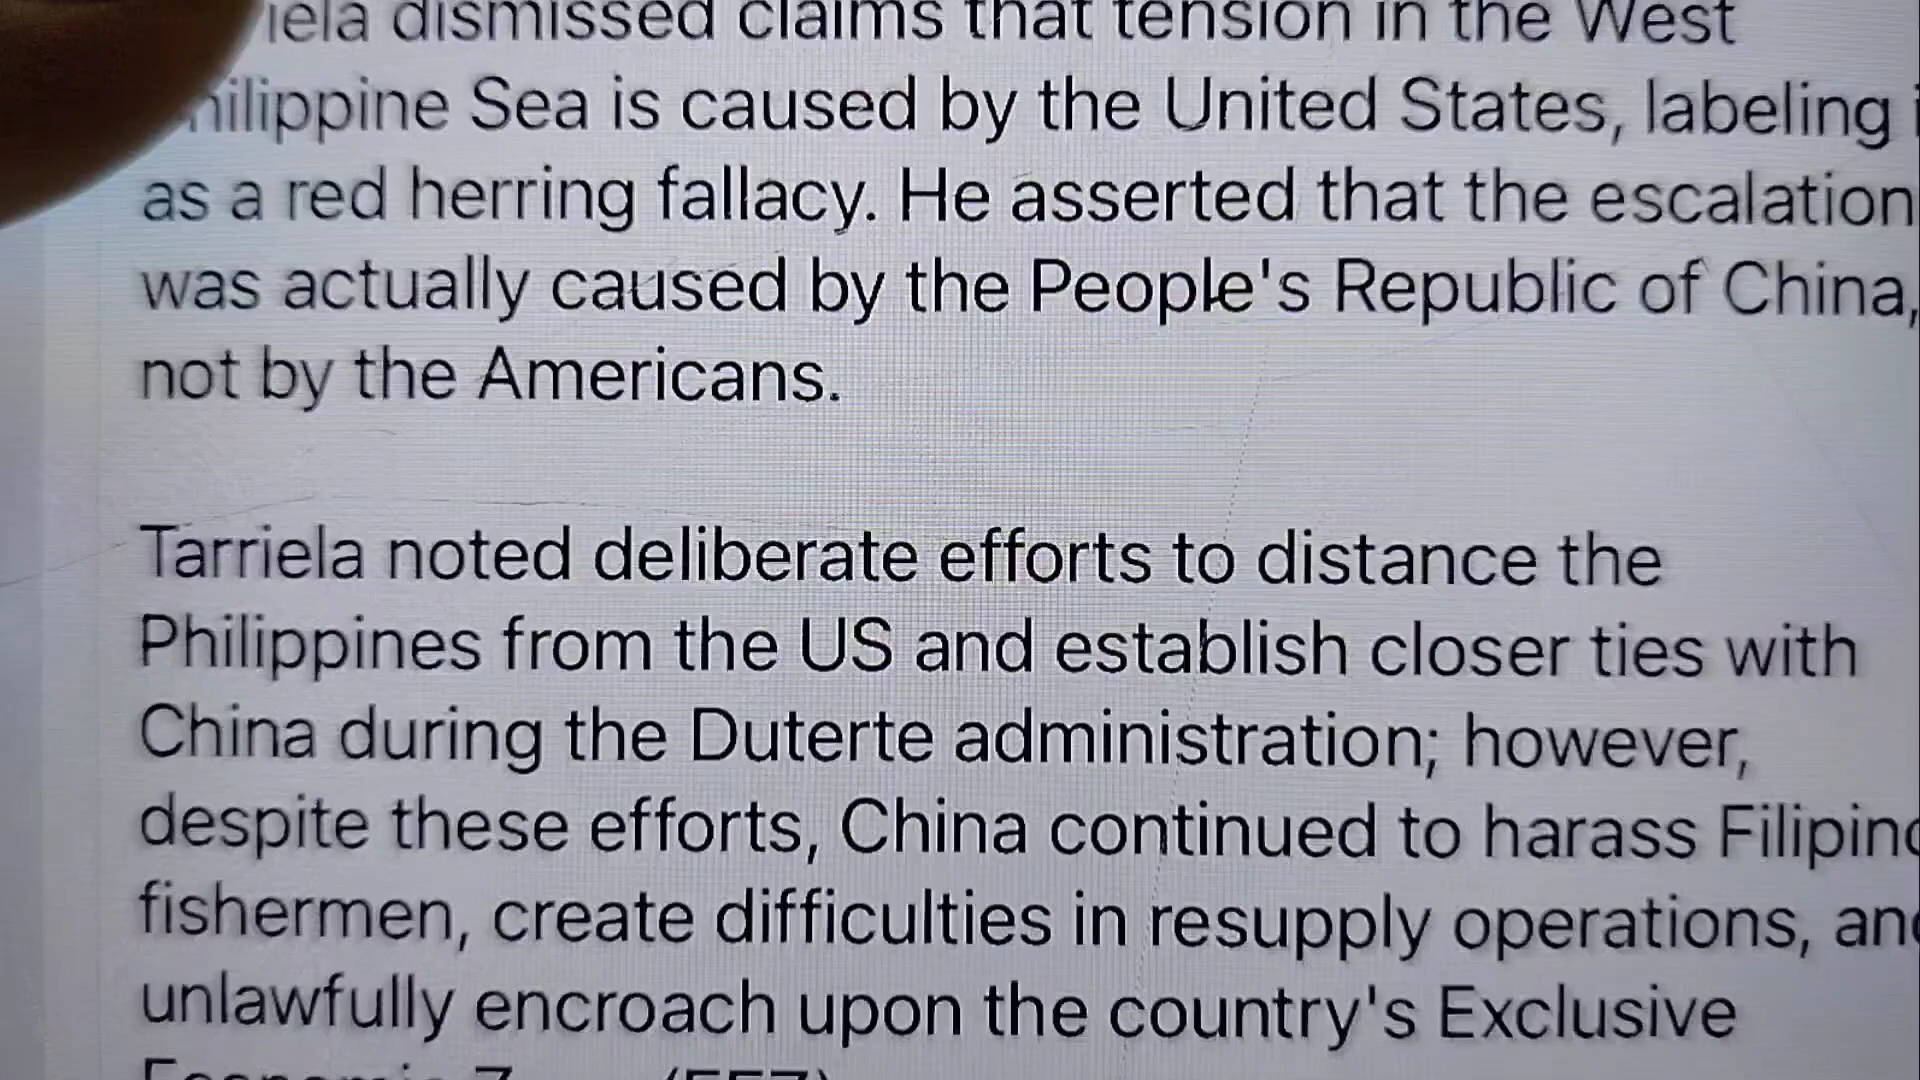 dismissed claims that tension in the West
Sea is caused by the United States, labeling
as a red herring fallacy. He asserted that the escalation
was actually caused by the People's Republic of China,
not by the Americans.
Tarriela noted deliberate efforts to distance the
Philippines from the US and establish closer ties with
China during the Duterte administration; however,
despite these efforts, China continued to harass
fishermen, create difficulties in resupply operations,
unlawfully encroach upon the country's Exclusive